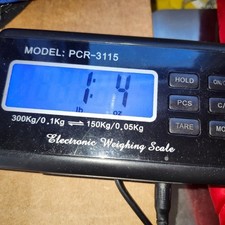 MODEL: PCR-3115
1: 4
lb oz
HOLD
PCS
TARE
300Kg/0.1Kg ⇌ 150Kg/0.05Kg
Electronic Weighing Scale